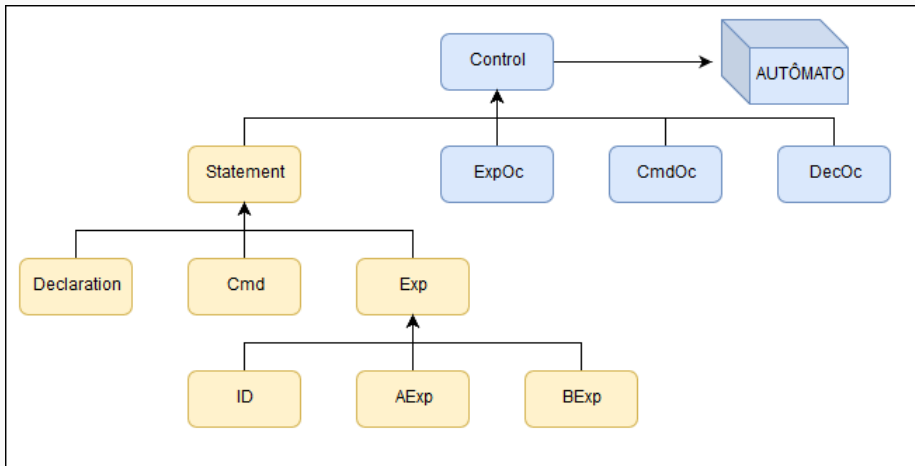 Control
AUTÔMATO
Statement
ExpOc
CmdOc
DecOc
Declaration
Cmd
Exp
ID
AExp
BExp